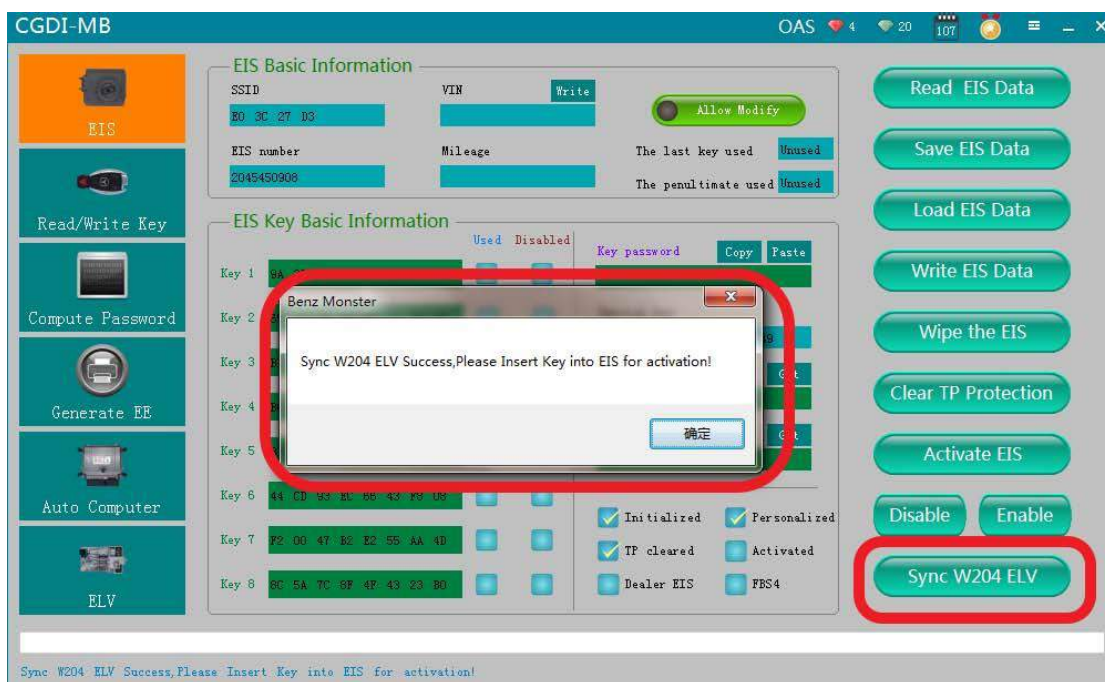 CGDI-MB
OAS 4 20 107
EIS
Read/Write Key
Compute Password
Generate EE
Auto Computer
ELV
EIS Basic Information
SSID VIN Write
E0 3C 27 D3
Allow Modify
EIS number Mileage The last key used Unused
2045450908
The penultimate used Unused
EIS Key Basic Information
Used Disabled
Key password Copy Paste
Key 1 9A
Key 2
Key 3
Key 4
Key 5
Key 6 44 CD 93 EC 66 43 F9 08
Key 7 F2 00 47 B2 E2 55 AA 4D
Key 8 8C 5A 7C 8F 4F 43 23 B0
Benz Monster
Sync W204 ELV Success,Please Insert Key into EIS for activation!
确定
Initialized Personalized
TP cleared Activated
Dealer EIS FBS4
Read EIS Data
Save EIS Data
Load EIS Data
Write EIS Data
Wipe the EIS
Clear TP Protection
Activate EIS
Disable Enable
Sync W204 ELV
Sync W204 ELV Success,Please Insert Key into EIS for activation!